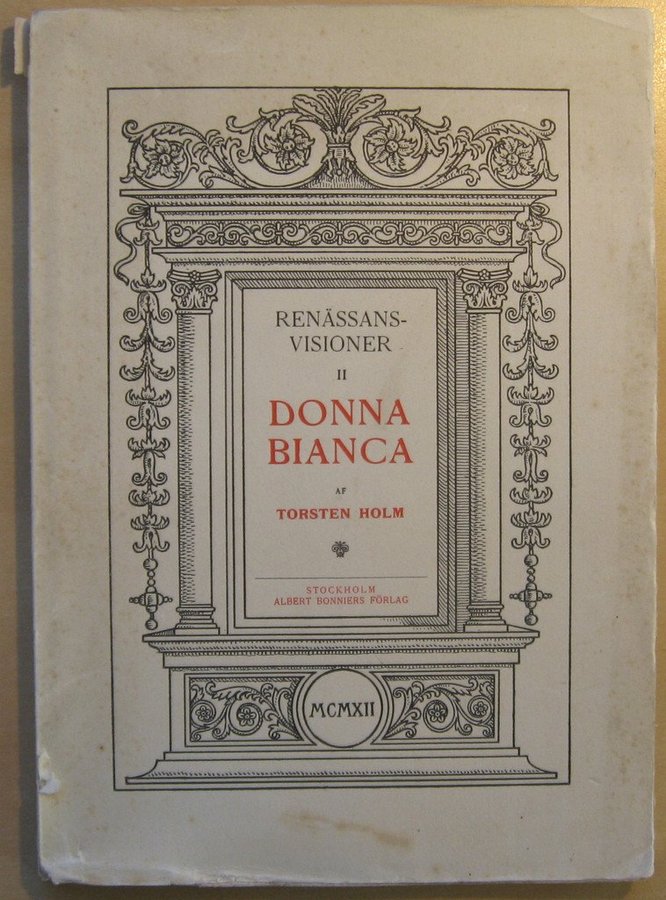 RENÄSSANS-
VISIONER
II
DONNA
BIANCA
AF
TORSTEN HOLM
STOCKHOLM
ALBERT BONNIERS FÖRLAG
MCMXII